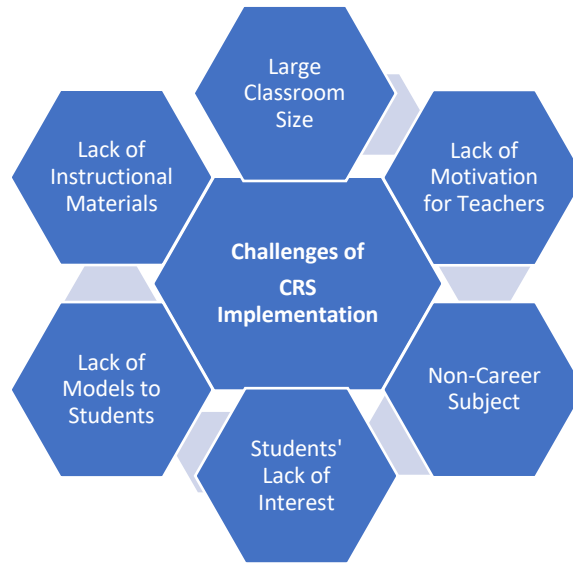 Large
Classroom
Size
Lack of
Motivation
for Teachers
Non-Career
Subject
Students'
Lack of
Interest
Lack of
Models to
Students
Lack of
Instructional
Materials
Challenges of
CRS
Implementation